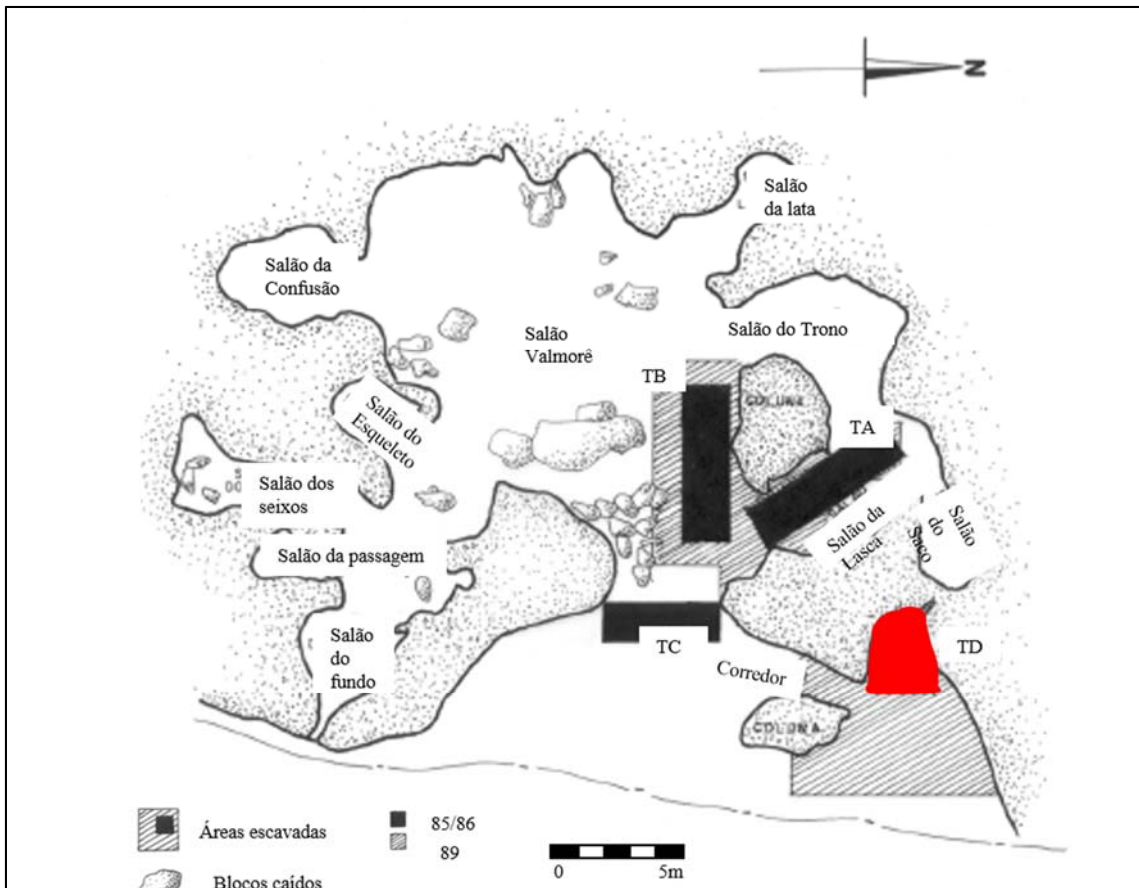 N
Salão
da lata
Salão da
Confusão
Salão
Valmorê
Salão do Trono
TB
COLUNA
Salão do
Esqueleto
TA
Salão dos
seixos
Salão da
Lasca
Salão
do
Saco
Salão da passagem
Salão
do
fundo
TC
TD
Corredor
COLUNA
Áreas escavadas
85/86
89
0
5m
Blocos caídos